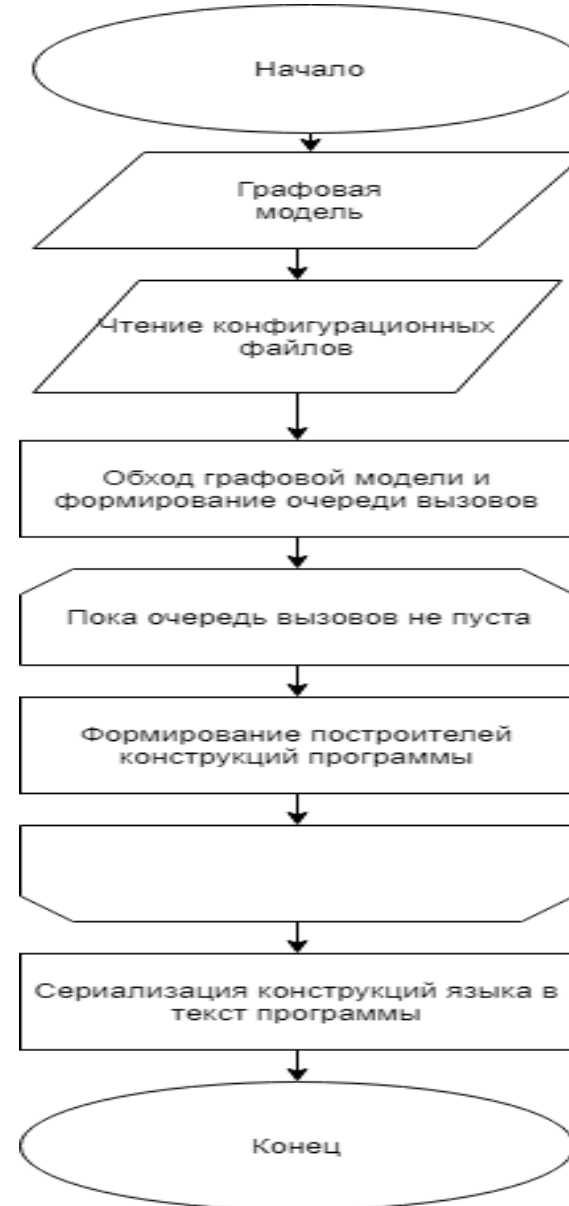 Начало
Графовая
модель
Чтение конфигурационных
файлов
Обход графовой модели и
формирование очереди вызовов
Пока очередь вызовов не пуста
Формирование построителей
конструкций программы
Сериализация конструкций языка в
текст программы
Конец